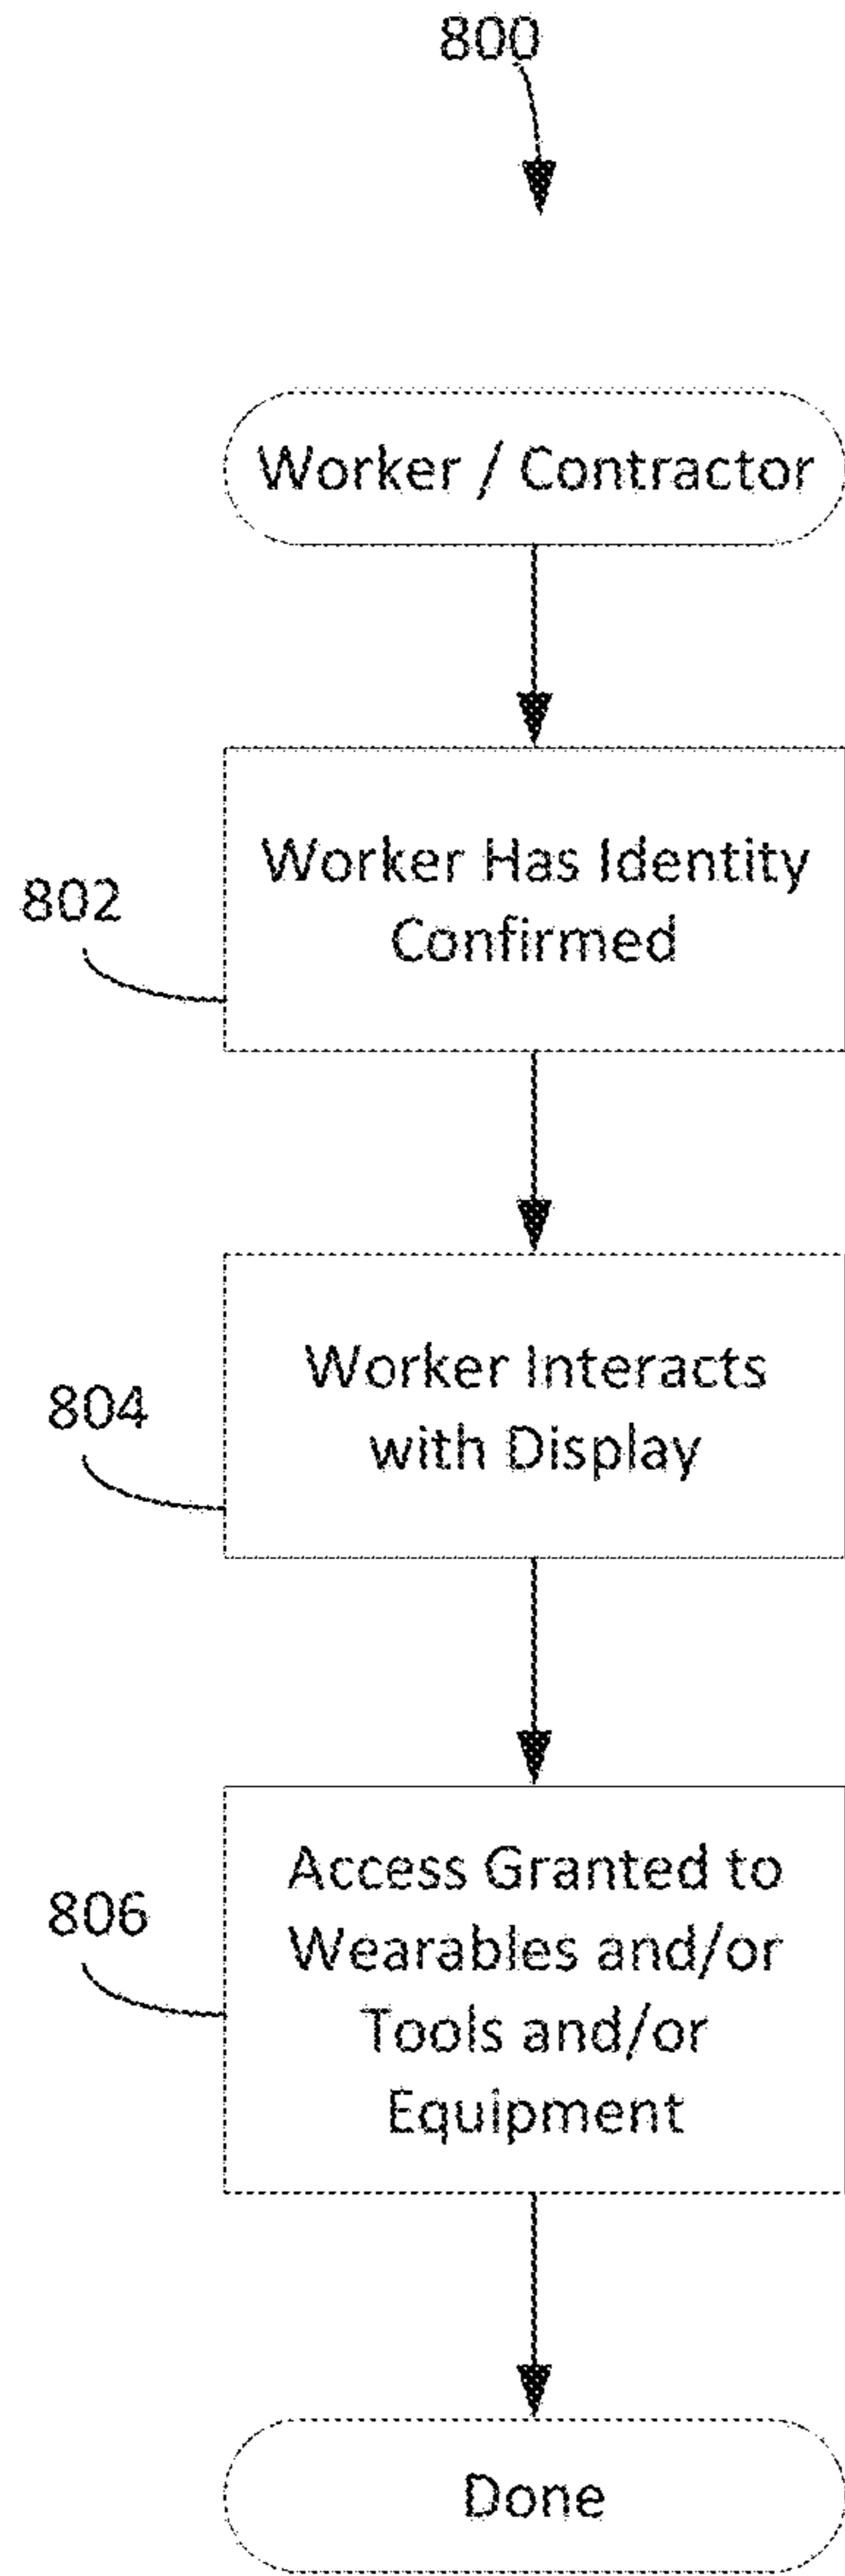 800
Worker / Contractor
802
Worker Has Identity
Confirmed
804
Worker Interacts
with Display
806
Access Granted to
Wearables and/or
Tools and/or
Equipment
Done